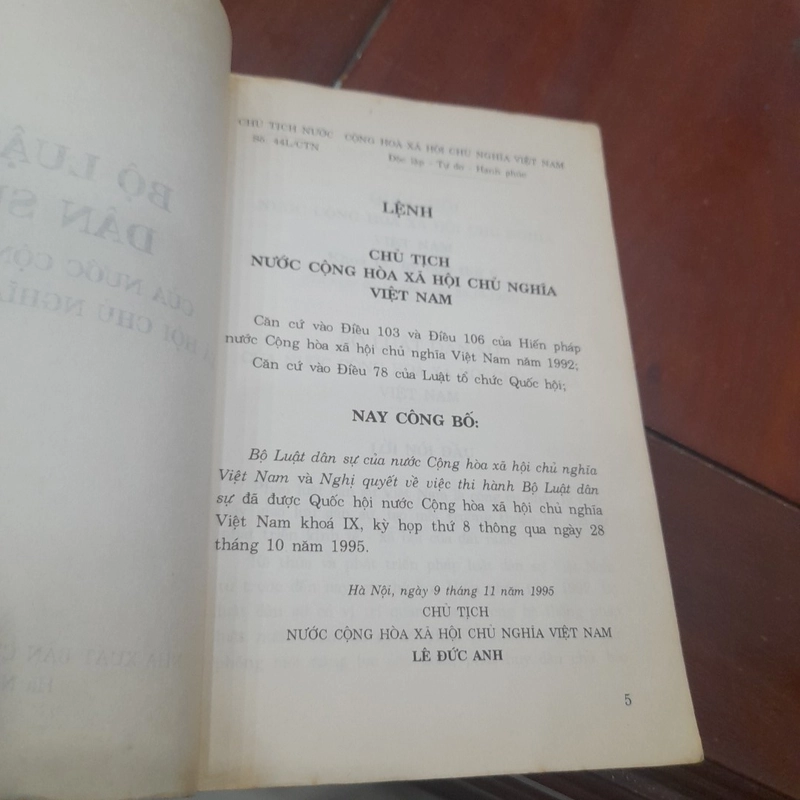 CHỦ TỊCH NƯỚC CỘNG HÒA XÃ HỘI CHỦ NGHĨA VIỆT NAM
Số 44L/CTN Độc lập - Tự do - Hạnh phúc
LỆNH
CHỦ TỊCH
NƯỚC CỘNG HÒA XÃ HỘI CHỦ NGHĨA
VIỆT NAM
Căn cứ vào Điều 103 và Điều 106 của Hiến pháp
nước Cộng hòa xã hội chủ nghĩa Việt Nam năm 1992;
Căn cứ vào Điều 78 của Luật tổ chức Quốc hội;
NAY CÔNG BỐ:
Bộ Luật dân sự của nước Cộng hòa xã hội chủ nghĩa
Việt Nam và Nghị quyết về việc thi hành Bộ Luật dân
sự đã được Quốc hội nước Cộng hòa xã hội chủ nghĩa
Việt Nam khoá IX, kỳ họp thứ 8 thông qua ngày 28
tháng 10 năm 1995.
Hà Nội, ngày 9 tháng 11 năm 1995
CHỦ TỊCH
NƯỚC CỘNG HÒA XÃ HỘI CHỦ NGHĨA VIỆT NAM
LÊ ĐỨC ANH
5